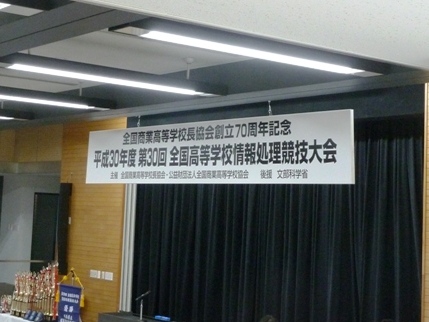 全国商業高等学校長協会創立70周年記念
平成30年度 第30回 全国高等学校情報処理競技大会
主催 全国商業高等学校長協会・公益財団法人全国商業高等学校協会 後援 文部科学省